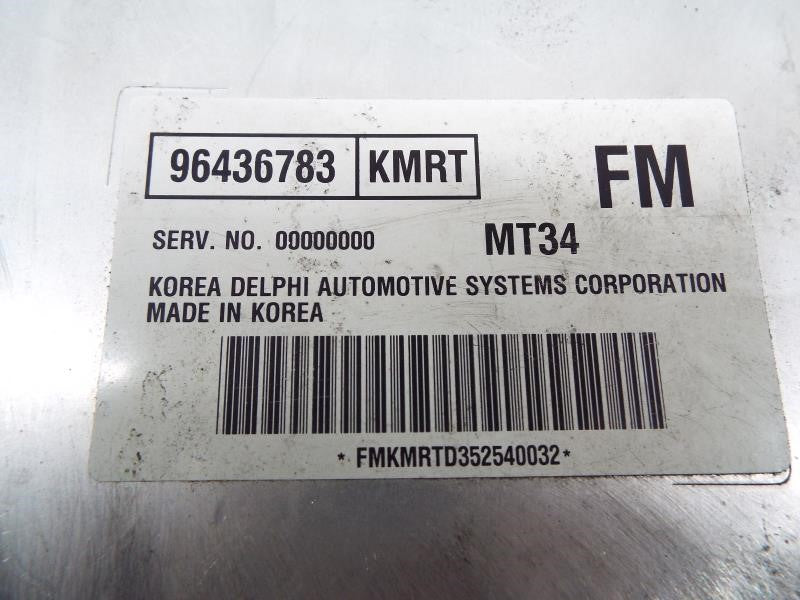 96436783 KMRT FM
SERV. NO. 00000000 MT34
KOREA DELPHI AUTOMOTIVE SYSTEMS CORPORATION
MADE IN KOREA
* FMKMRTD352540032*